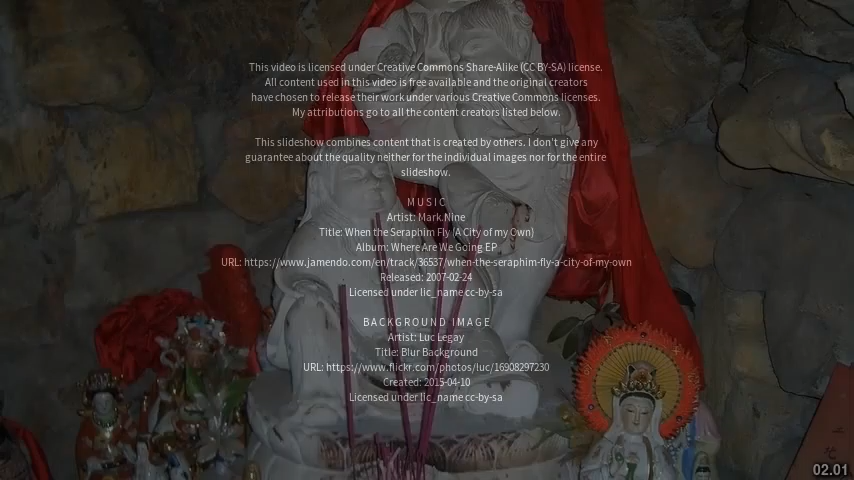 This video is licensed under Creative Commons Share-Alike (CC BY-SA) license.
All content used in this video is free available and the original creators
have chosen to release their work under various Creative Commons licenses.
My attributions go to all the content creators listed below.
This slideshow combines content that is created by others. I don't give any
guarantee about the quality neither for the individual images nor for the entire
slideshow.
MUSIC
Artist: Mark.Nine
Title: When the Seraphim Fly (A City of my Own)
Album: Where Are We Going EP
URL: https://www.jamendo.com/en/track/36537/when-the-seraphim-fly-a-city-of-my-own
Released: 2007-02-24
Licensed under lic_name cc-by-sa
BACKGROUND IMAGE
Artist: Luc Legay
Title: Blur Background
URL: https://www.flickr.com/photos/luc/16908297230
Created: 2015-04-10
Licensed under lic_name cc-by-sa
02.01